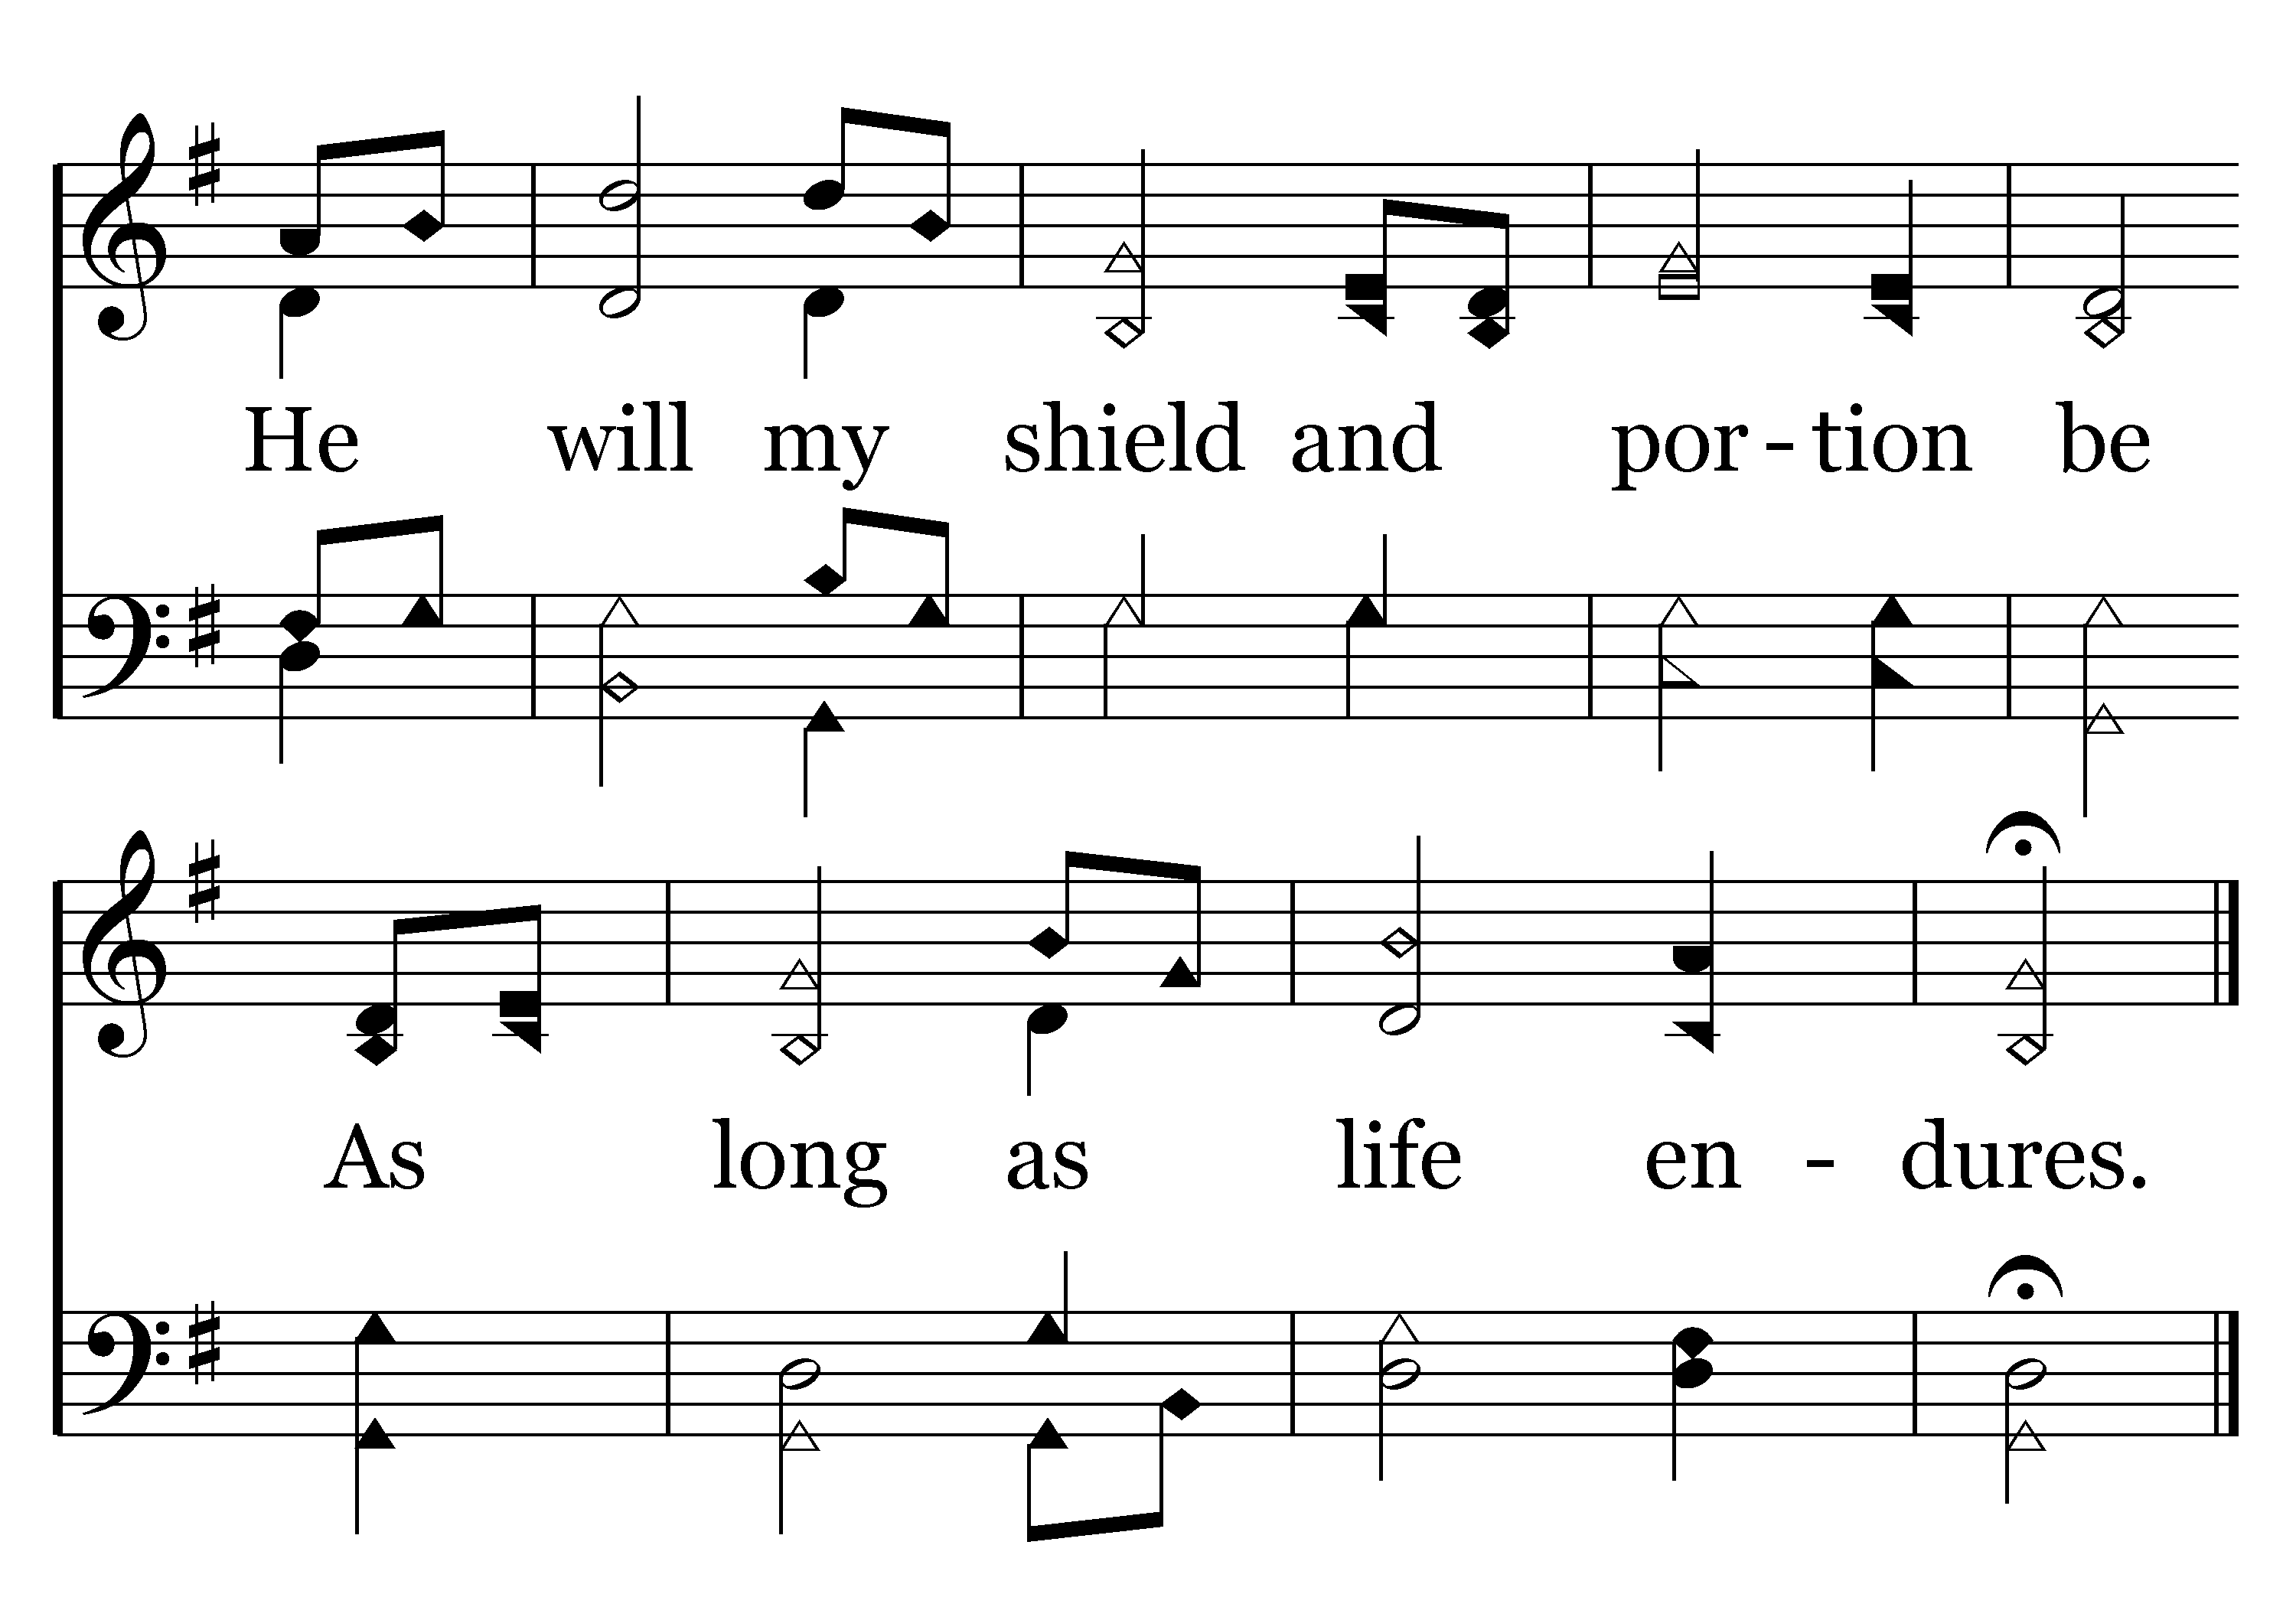 He will my shield and por-tion be
As long as life en - dures.